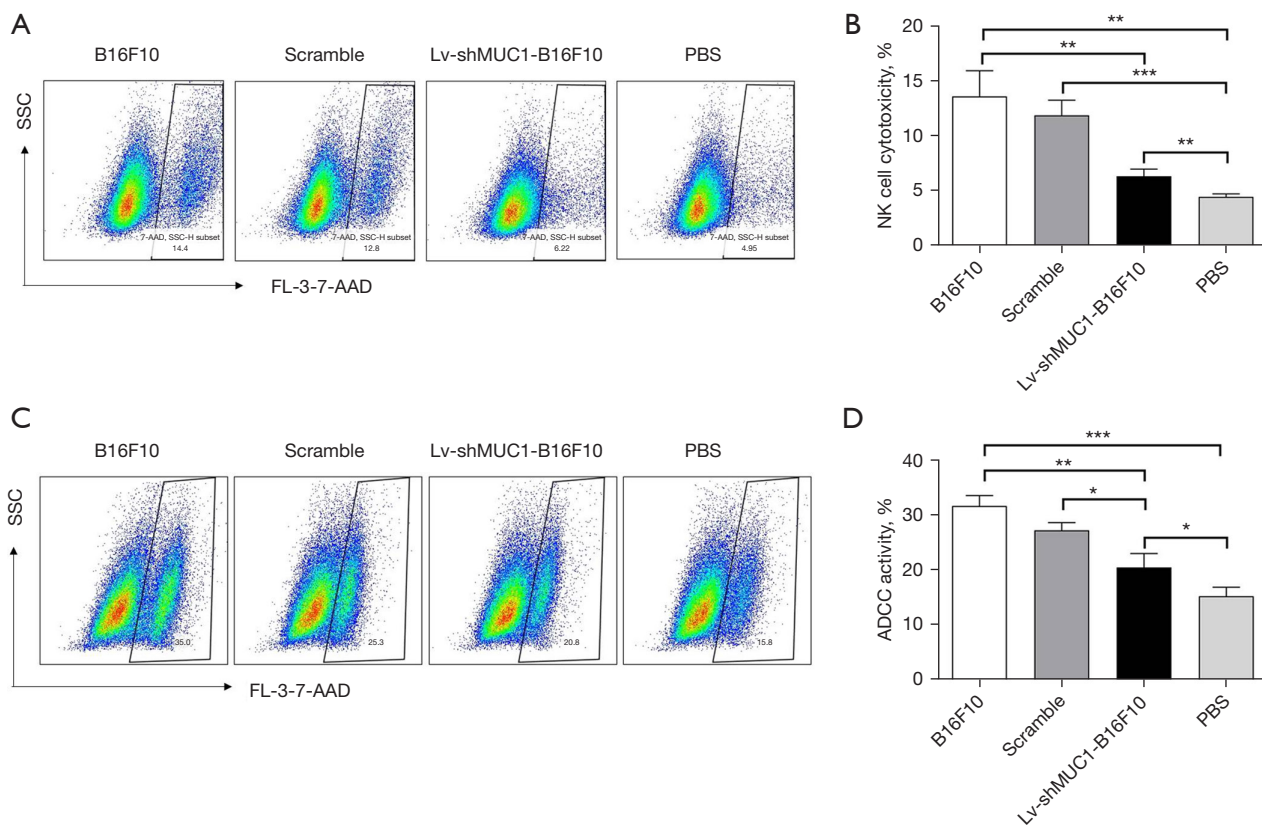 A
B16F10
Scramble
Lv-shMUC1-B16F10
PBS
SSC
7-AAD, SSC-H subset
14.4
7-AAD, SSC-H subset
12.8
7-AAD, SSC-H subset
6.22
7-AAD, SSC-H subset
4.95
FL-3-7-AAD
B
NK cell cytotoxicity, %
20
15
10
5
0
**
**
***
**
B16F10
Scramble
Lv-shMUC1-B16F10
PBS
C
B16F10
Scramble
Lv-shMUC1-B16F10
PBS
SSC
35.0
25.3
20.8
15.8
FL-3-7-AAD
D
ADCC activity, %
40
30
20
10
0
***
**
*
*
B16F10
Scramble
Lv-shMUC1-B16F10
PBS